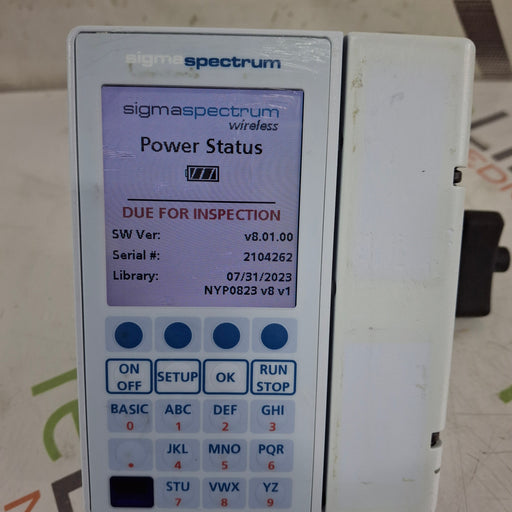 sigmaspectrum
sigmaspectrum
wireless
Power Status
DUE FOR INSPECTION
SW Ver: v8.01.00
Serial #: 2104262
Library: 07/31/2023
NYP0823 v8 v1
ON OFF SETUP OK RUN STOP
BASIC 0 ABC 1 DEF 2 GHI 3
. JKL 4 MNO 5 PQR 6
STU 7 VWX 8 YZ 9